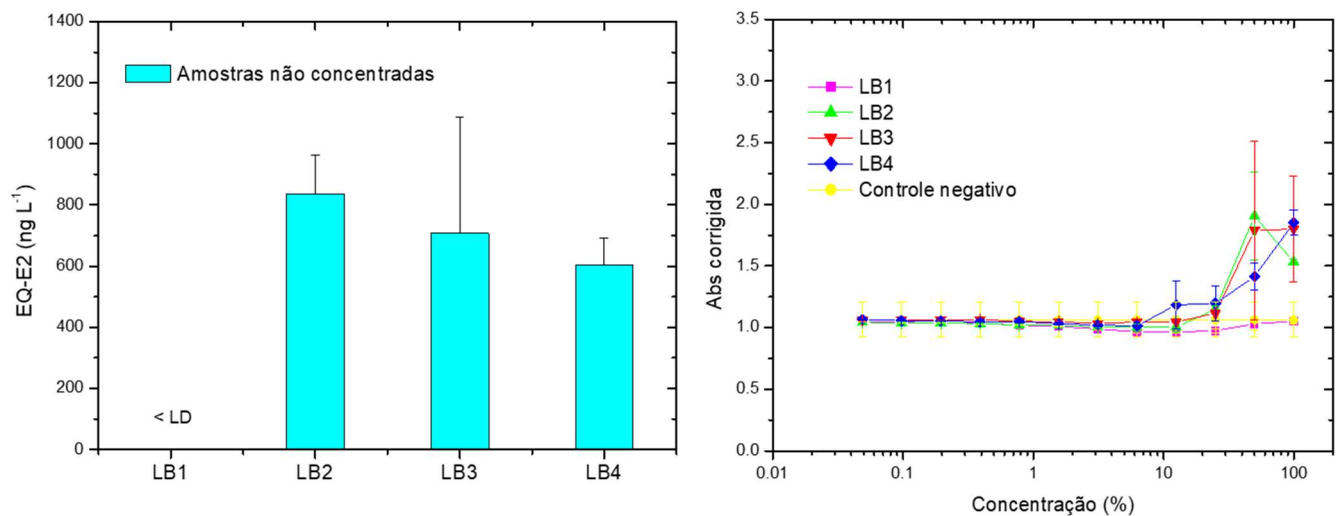 1400
1200
1000
800
600
400
200
0
EQ-E2 (ng L-1)
Amostras não concentradas
< LD
LB1 LB2 LB3 LB4
3.5
3.0
2.5
2.0
1.5
1.0
0.5
0.0
Abs corrigida
LB1
LB2
LB3
LB4
Controle negativo
0.01 0.1 1 10 100
Concentração (%)